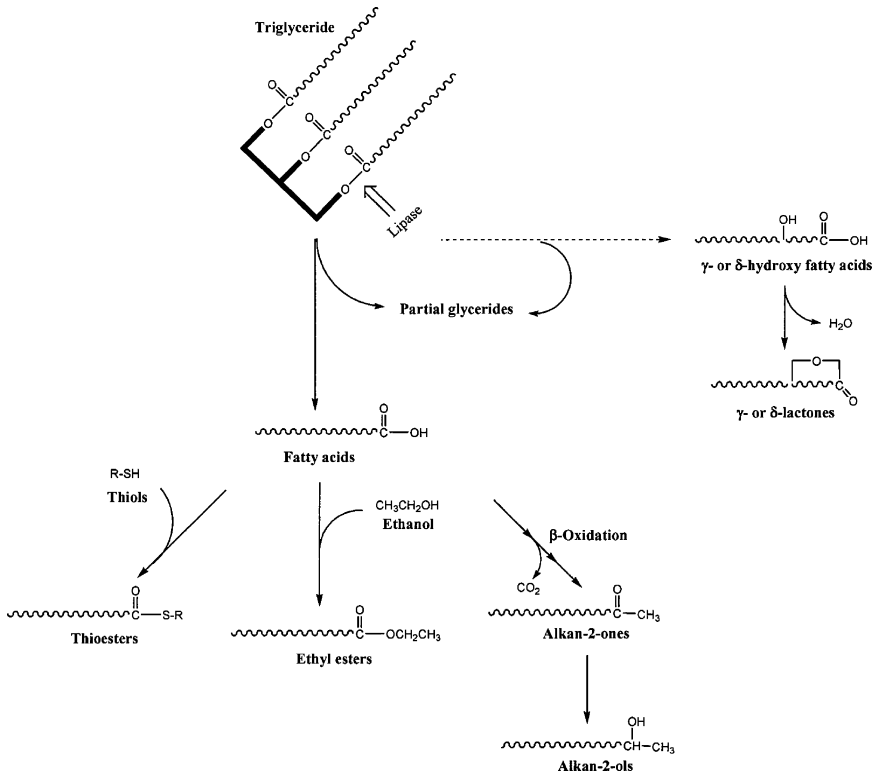 Triglyceride
O
C
O
O
C
O
O
C
O
Lipase
OH
O
C—OH
γ- or δ-hydroxy fatty acids
Partial glycerides
H₂O
O
C
O
γ- or δ-lactones
O
C—OH
Fatty acids
R-SH
Thiols
CH₃CH₂OH
Ethanol
β-Oxidation
CO₂
O
C—S-R
Thioesters
O
C—OCH₂CH₃
Ethyl esters
O
C—CH₃
Alkan-2-ones
OH
CH—CH₃
Alkan-2-ols